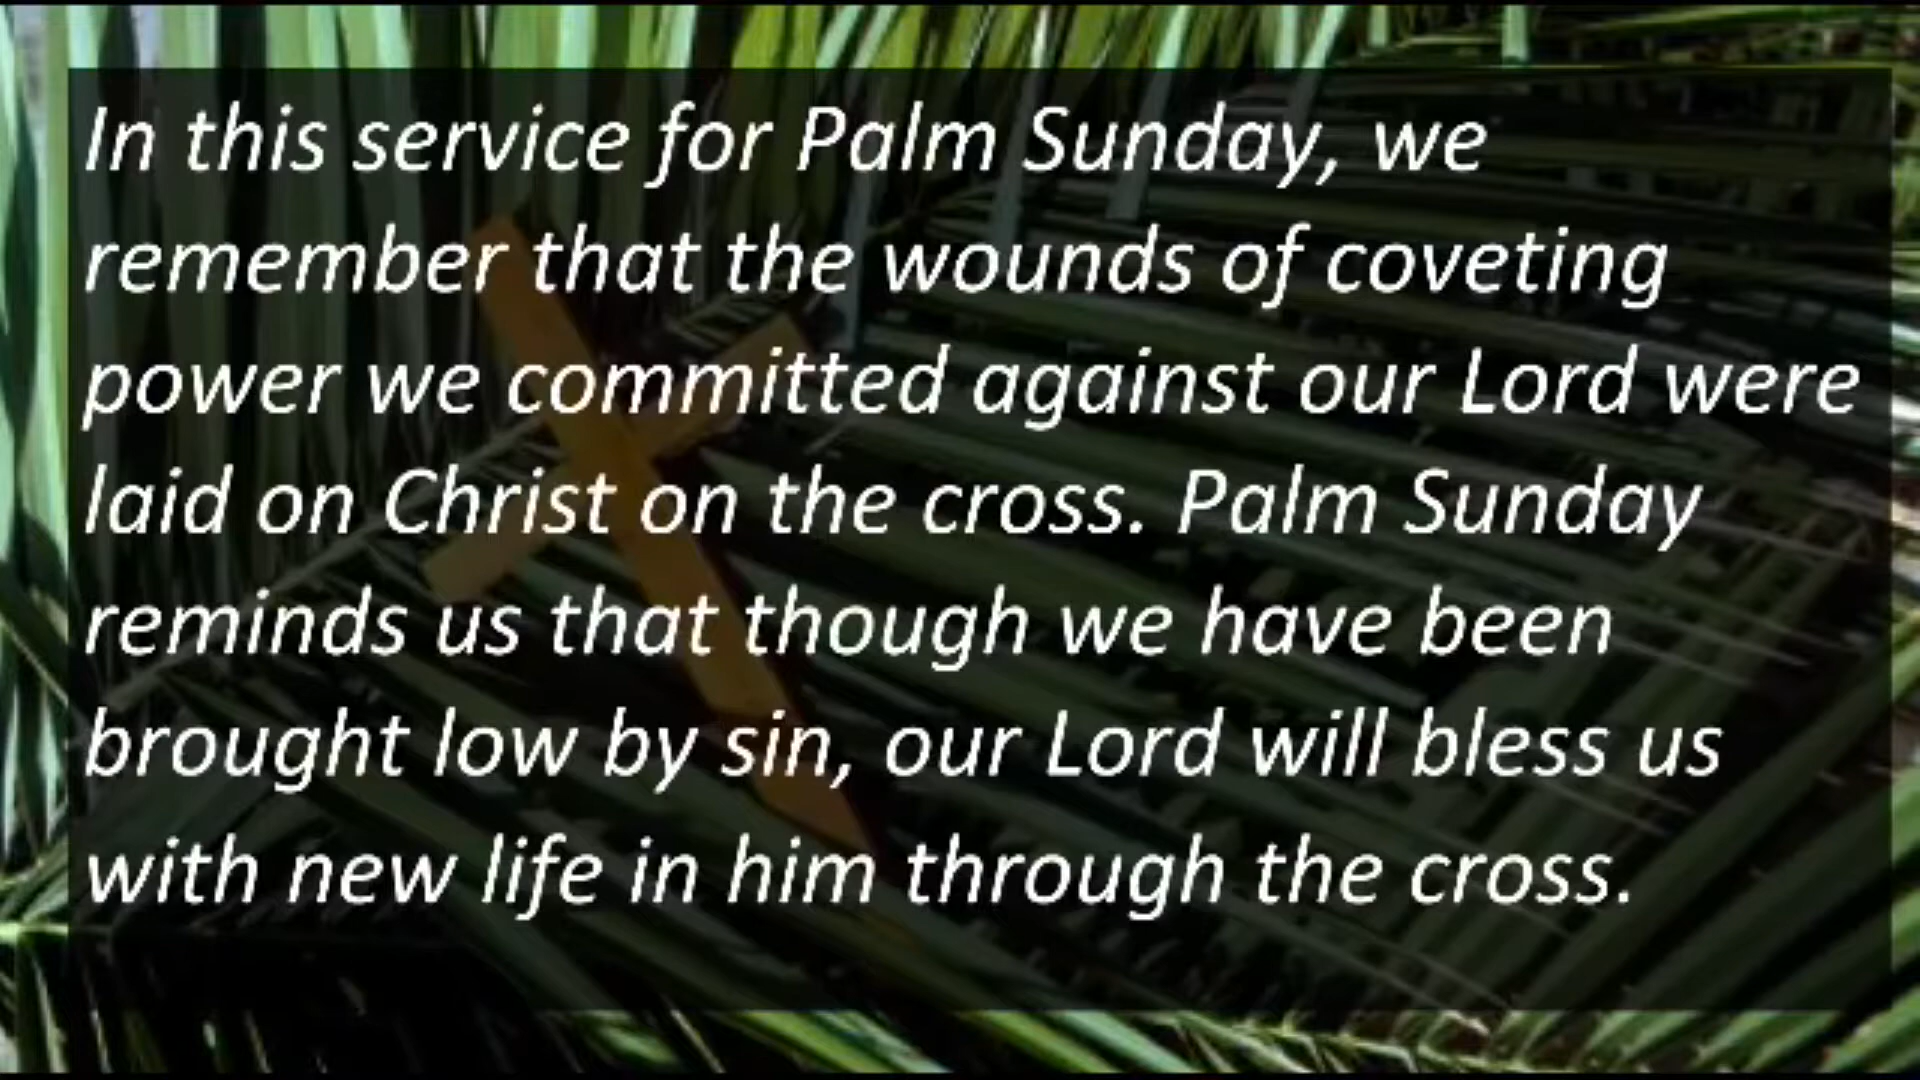 In this service for Palm Sunday, we
remember that the wounds of coveting
power we committed against our Lord were
laid on Christ on the cross. Palm Sunday
reminds us that though we have been
brought low by sin, our Lord will bless us
with new life in him through the cross.